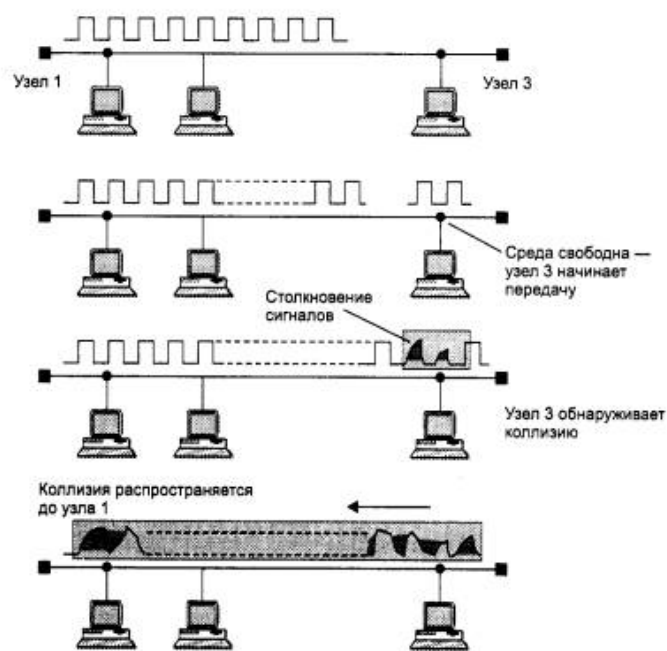 Узел 1
Узел 3
Среда свободна —
узел 3 начинает
передачу
Столкновение
сигналов
Узел 3 обнаруживает
коллизию
Коллизия распространяется
до узла 1